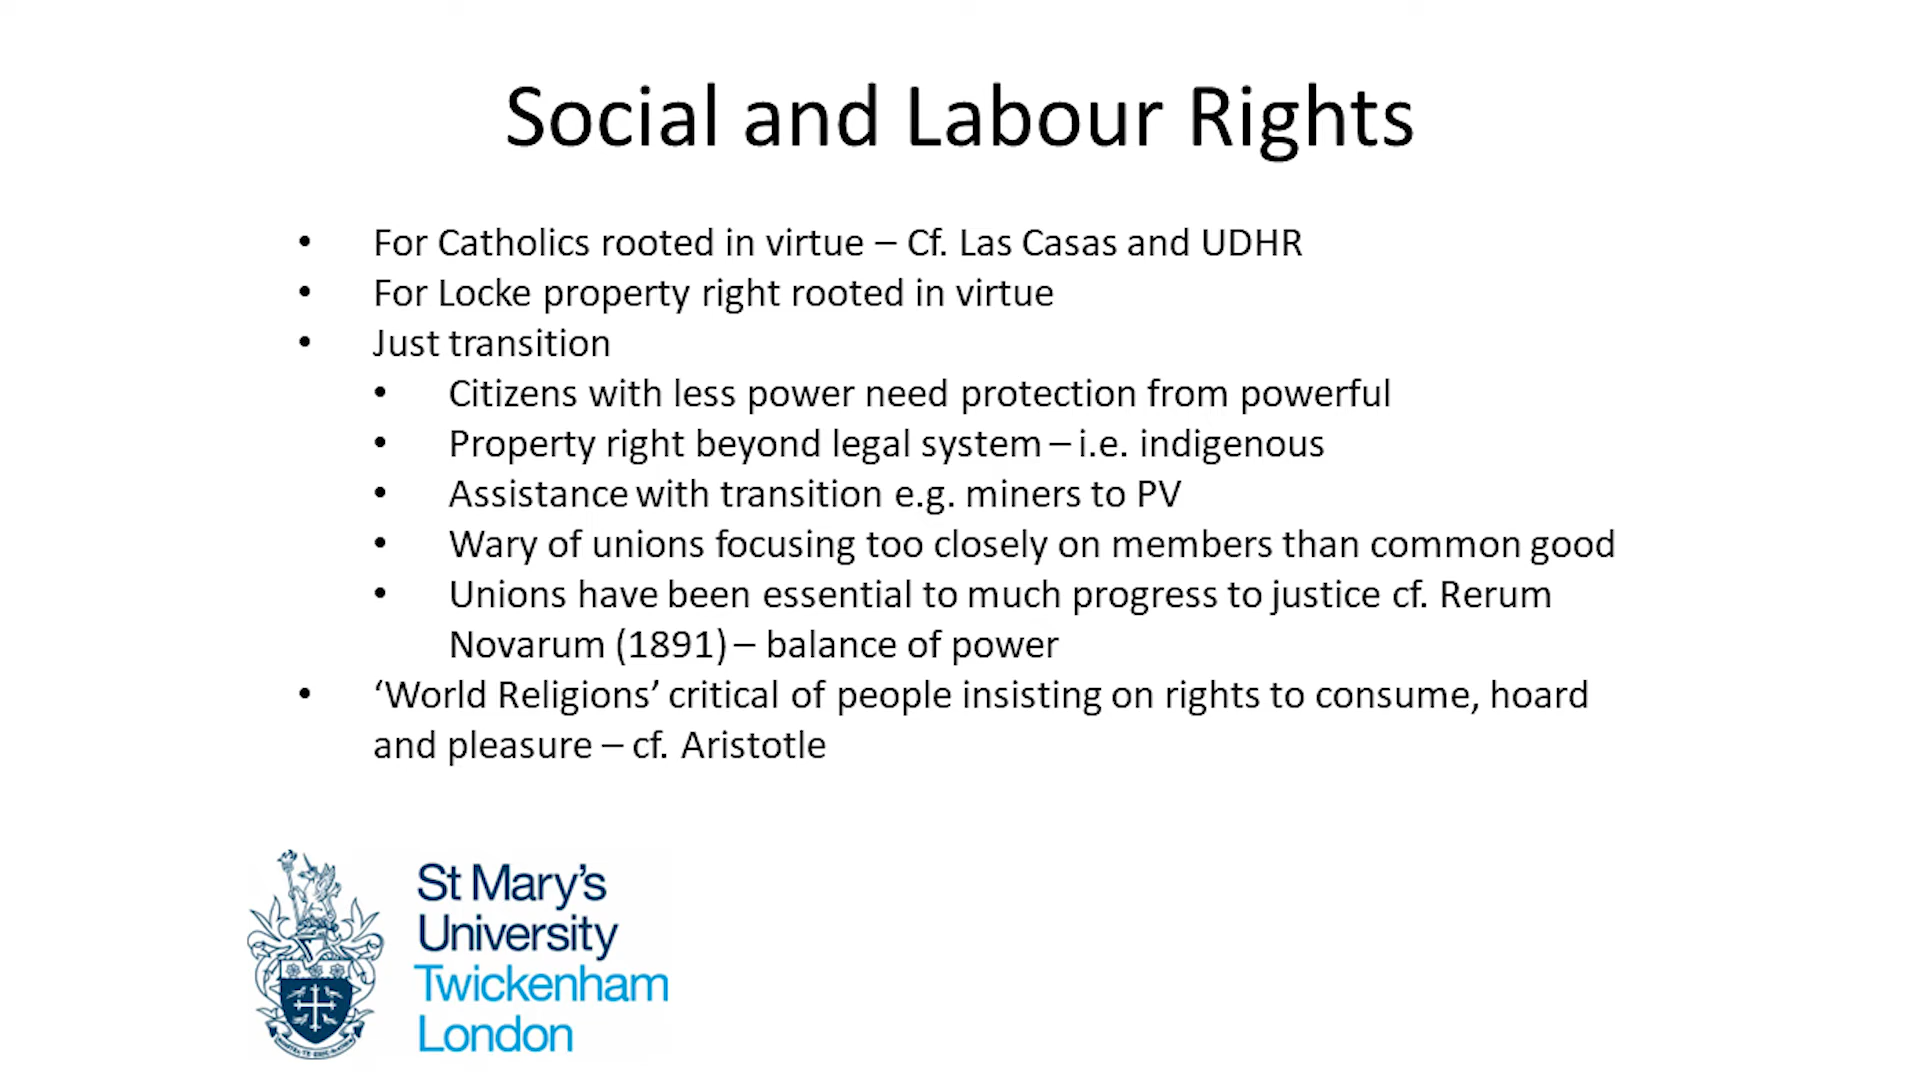 Social and Labour Rights
• For Catholics rooted in virtue – Cf. Las Casas and UDHR
• For Locke property right rooted in virtue
• Just transition
• Citizens with less power need protection from powerful
• Property right beyond legal system – i.e. indigenous
• Assistance with transition e.g. miners to PV
• Wary of unions focusing too closely on members than common good
• Unions have been essential to much progress to justice cf. Rerum
Novarum (1891) – balance of power
• ‘World Religions’ critical of people insisting on rights to consume, hoard
and pleasure – cf. Aristotle
St Mary’s
University
Twickenham
London